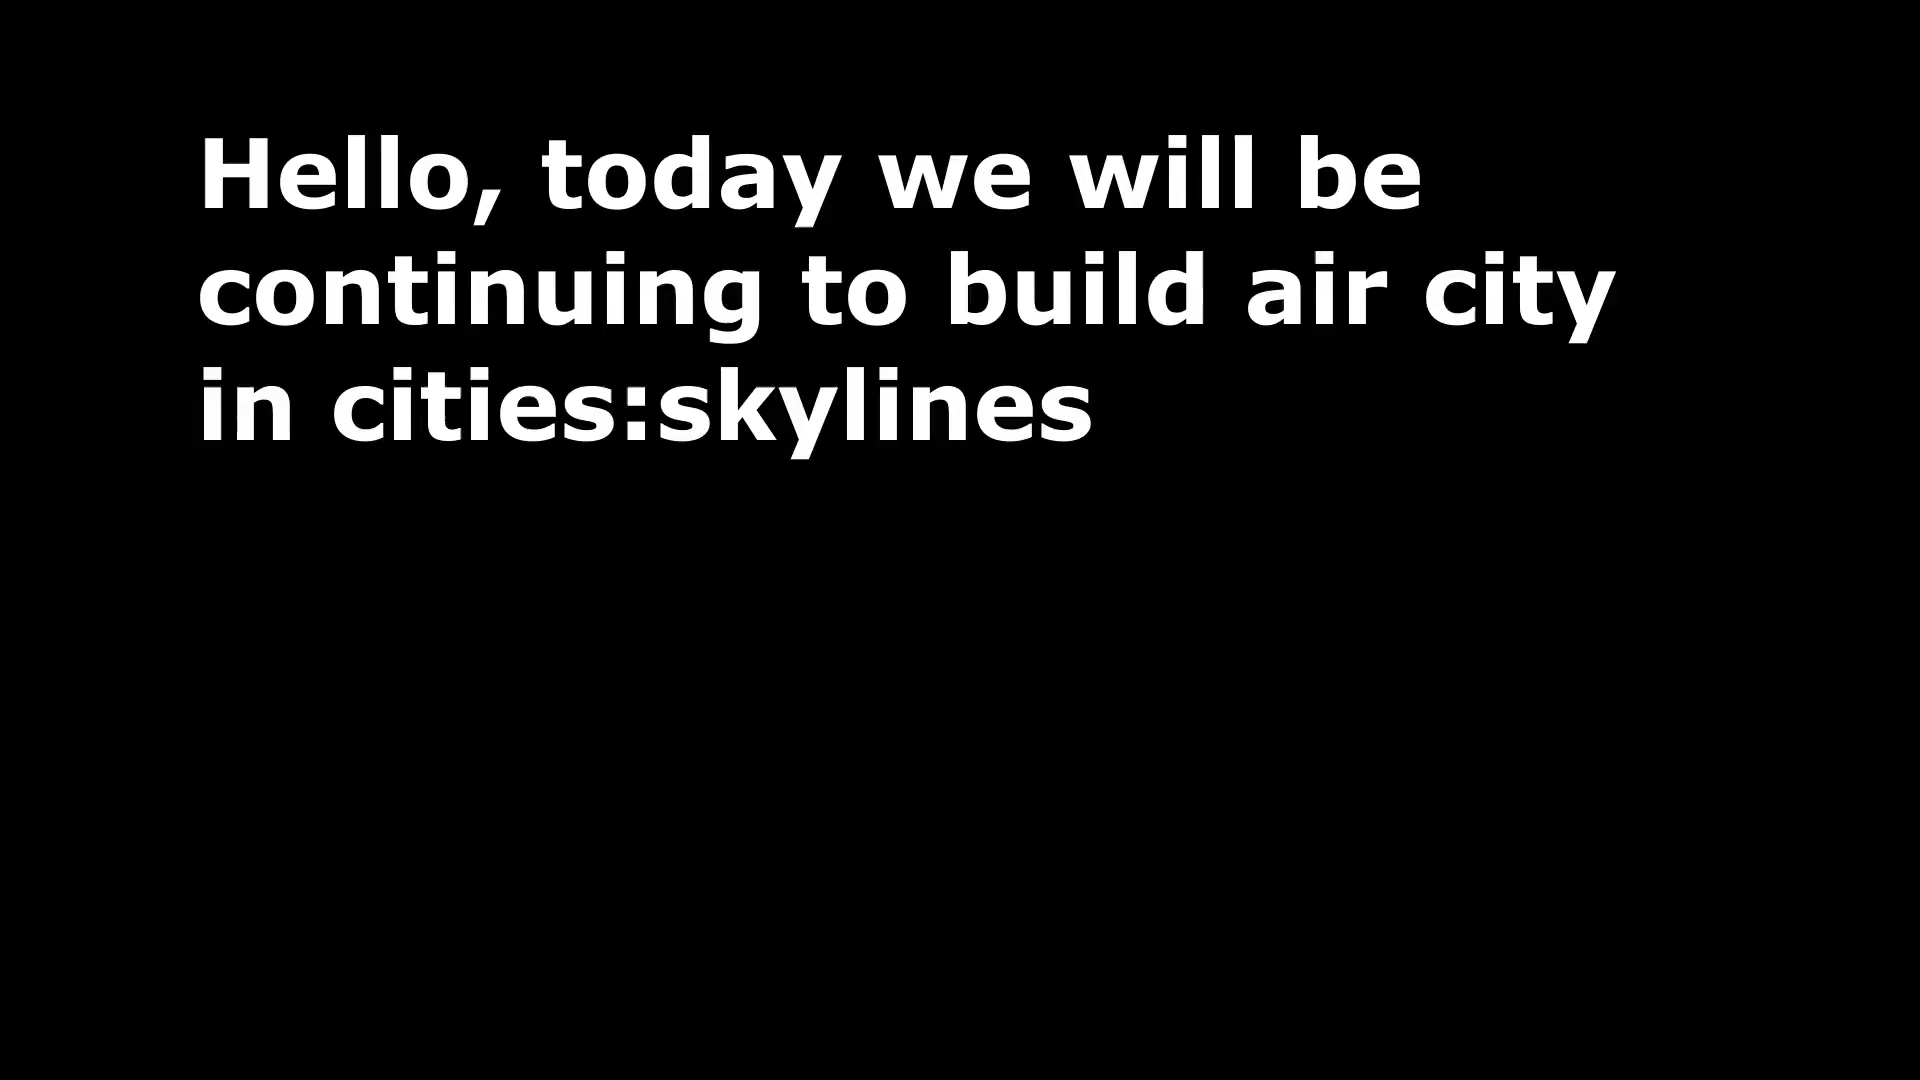 Hello, today we will be
continuing to build air city
in cities:skylines